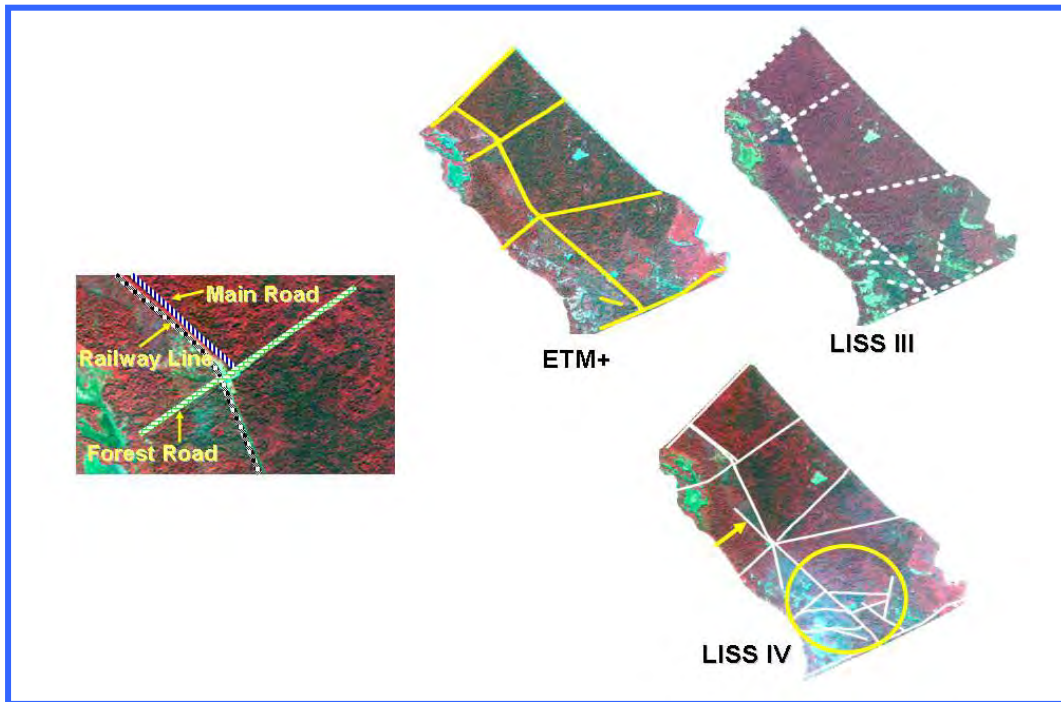 Main Road
Railway Line
Forest Road
ETM+
LISS III
LISS IV